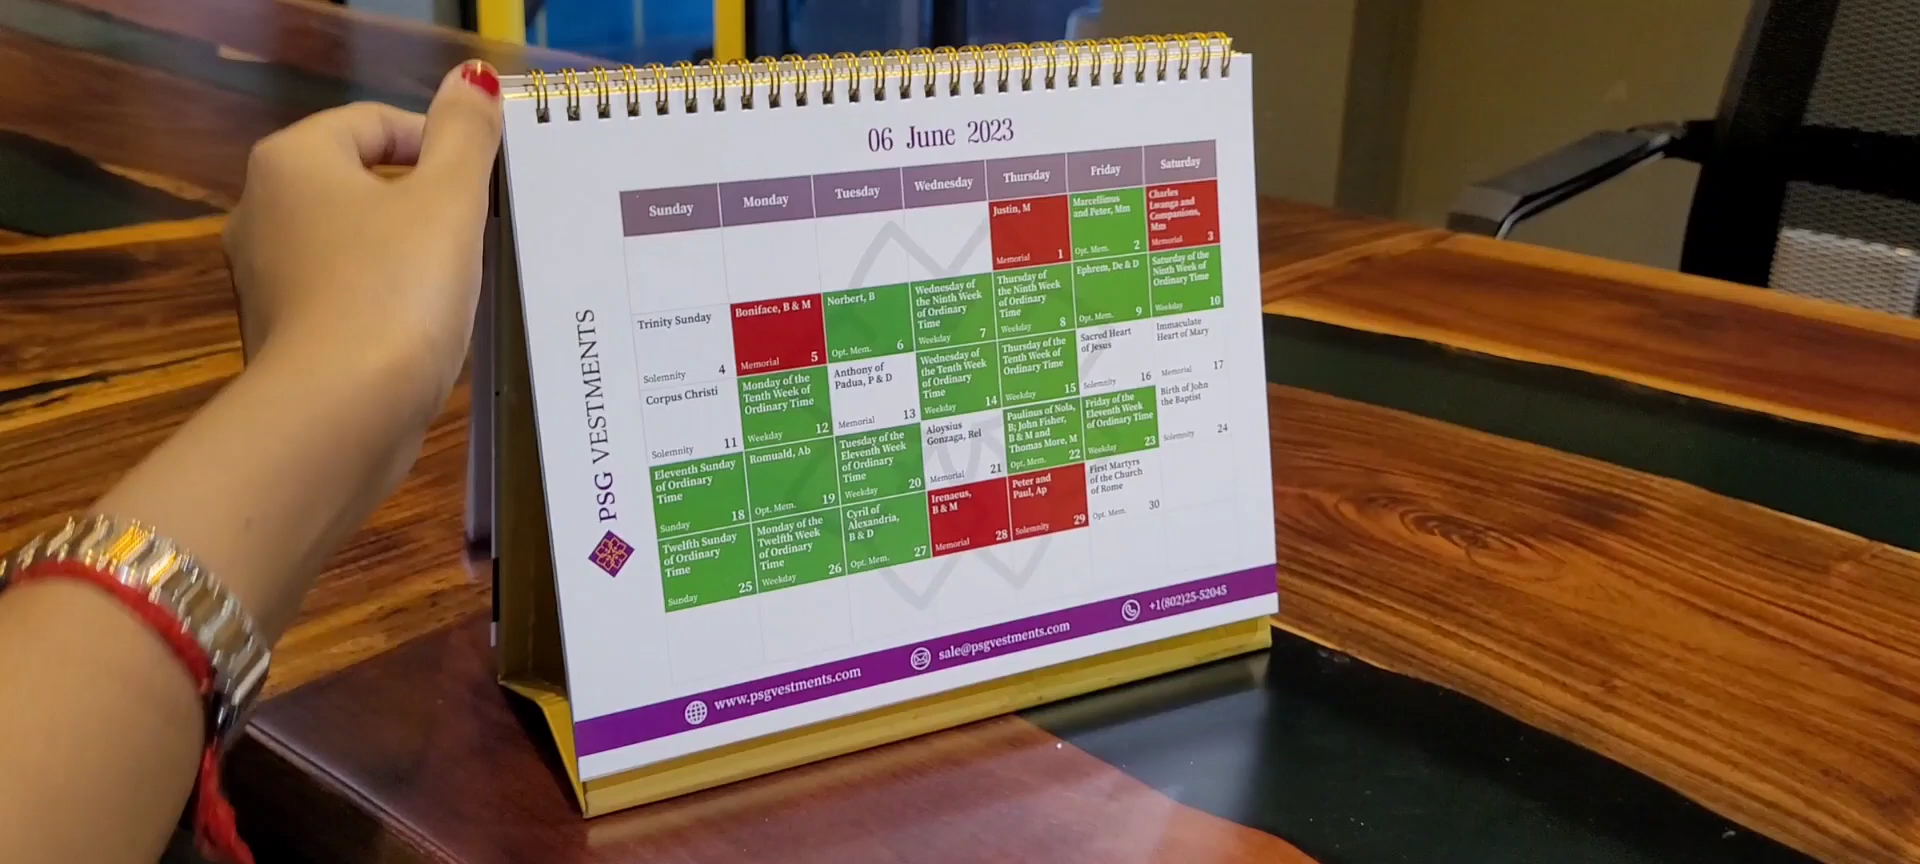 06 June 2023
Sunday Monday Tuesday Wednesday Thursday Friday Saturday
Justin, M
Memorial 1
Marcellinus
and Peter, Mm
Opt. Mem. 2
Charles
Lwanga and
Companions,
Mm
Memorial 3
Trinity Sunday
Solemnity 4
Boniface, B & M
Memorial 5
Norbert, B
Opt. Mem. 6
Wednesday of
the Ninth Week
of Ordinary
Time
Weekday 7
Thursday of
the Ninth Week
of Ordinary
Time
Weekday 8
Ephrem, De & D
Opt. Mem. 9
Saturday of the
Ninth Week of
Ordinary Time
Weekday 10
Corpus Christi
Solemnity 11
Monday of the
Tenth Week of
Ordinary Time
Weekday 12
Anthony of
Padua, P & D
Memorial 13
Wednesday of
the Tenth Week
of Ordinary
Time
Weekday 14
Thursday of the
Tenth Week of
Ordinary Time
Weekday 15
Sacred Heart
of Jesus
Solemnity 16
Immaculate
Heart of Mary
Memorial 17
Eleventh Sunday
of Ordinary
Time
Sunday 18
Romuald, Ab
Opt. Mem. 19
Tuesday of the
Eleventh Week
of Ordinary
Time
Weekday 20
Aloysius
Gonzaga, Rel
Memorial 21
Paulinus of Nola,
B; John Fisher,
B & M and
Thomas More, M
Opt. Mem. 22
Friday of the
Eleventh Week
of Ordinary Time
Weekday 23
Birth of John
the Baptist
Solemnity 24
Twelfth Sunday
of Ordinary
Time
Sunday 25
Monday of the
Twelfth Week
of Ordinary
Time
Weekday 26
Cyril of
Alexandria,
B & D
Opt. Mem. 27
Irenaeus,
B & M
Memorial 28
Peter and
Paul, Ap
Solemnity 29
First Martyrs
of the Church
of Rome
Opt. Mem. 30
PSG VESTMENTS
www.psgvestments.com sale@psgvestments.com +1(802)25-52045